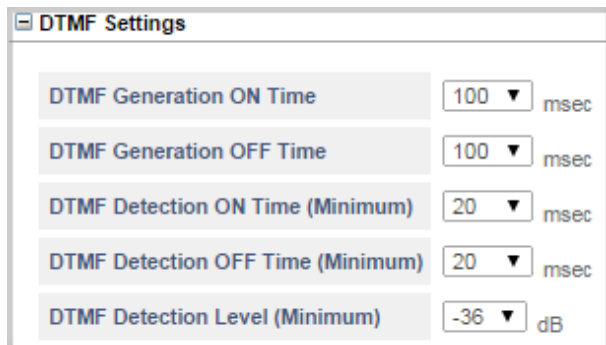 DTMF Settings
DTMF Generation ON Time 100 msec
DTMF Generation OFF Time 100 msec
DTMF Detection ON Time (Minimum) 20 msec
DTMF Detection OFF Time (Minimum) 20 msec
DTMF Detection Level (Minimum) -36 dB